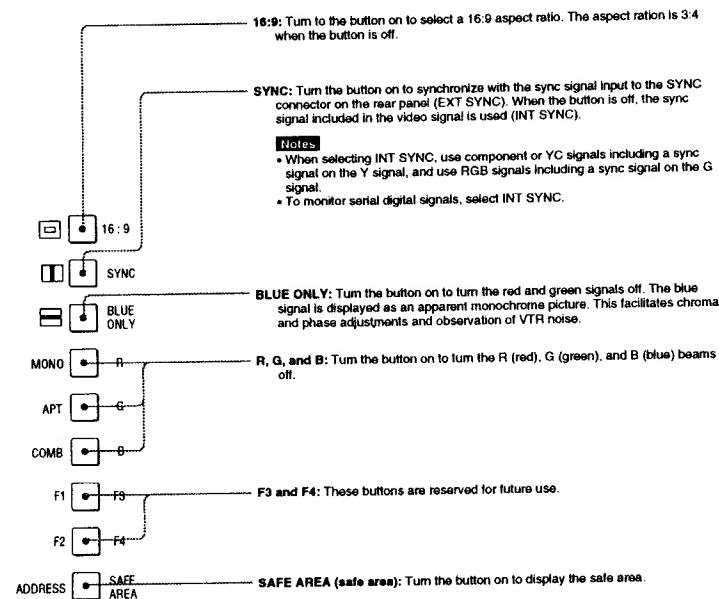 16:9: Turn to the button on to select a 16:9 aspect ratio. The aspect ration is 3:4
when the button is off.
SYNC: Turn the button on to synchronize with the sync signal input to the SYNC
connector on the rear panel (EXT SYNC). When the button is off, the sync
signal included in the video signal is used (INT SYNC).
Notes
• When selecting INT SYNC, use component or YC signals including a sync
signal on the Y signal, and use RGB signals including a sync signal on the G
signal.
• To monitor serial digital signals, select INT SYNC.
16:9
SYNC
BLUE
ONLY
BLUE ONLY: Turn the button on to turn the red and green signals off. The blue
signal is displayed as an apparent monochrome picture. This facilitates chroma
and phase adjustments and observation of VTR noise.
MONO R
R, G, and B: Turn the button on to turn the R (red), G (green), and B (blue) beams
off.
APT G
COMB B
F1 F3
F3 and F4: These buttons are reserved for future use.
F2 F4
ADDRESS SAFE
AREA
SAFE AREA (safe area): Turn the button on to display the safe area.